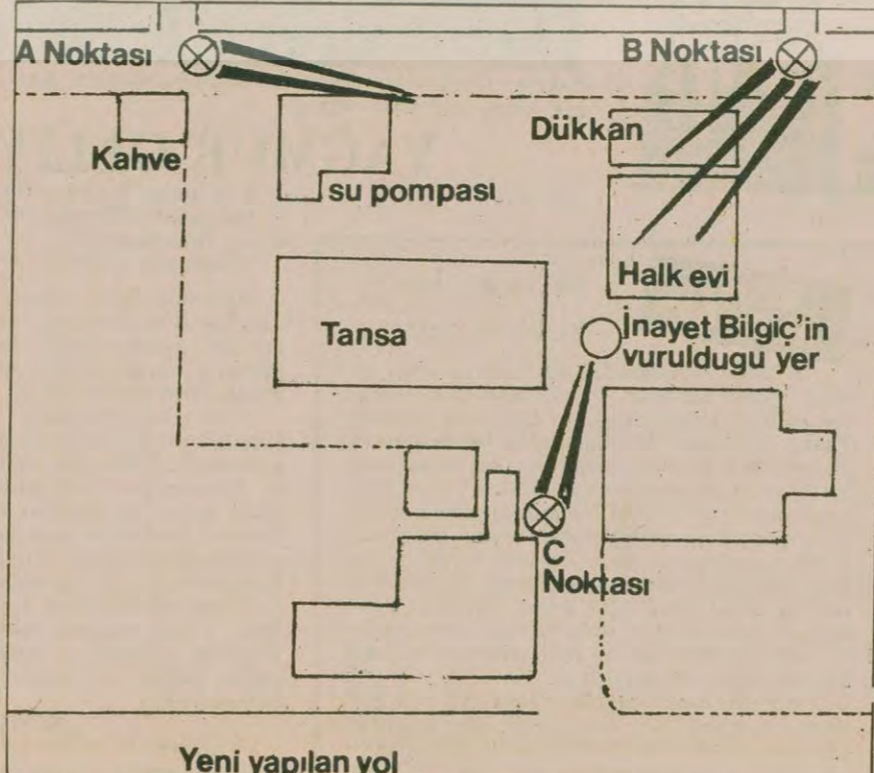 A Noktası
B Noktası
Kahve
su pompası
Dükkan
Halk evi
Tansa
İnayet Bilgiç'in
vuruldugu yer
C
Noktası
Yeni yapılan yol